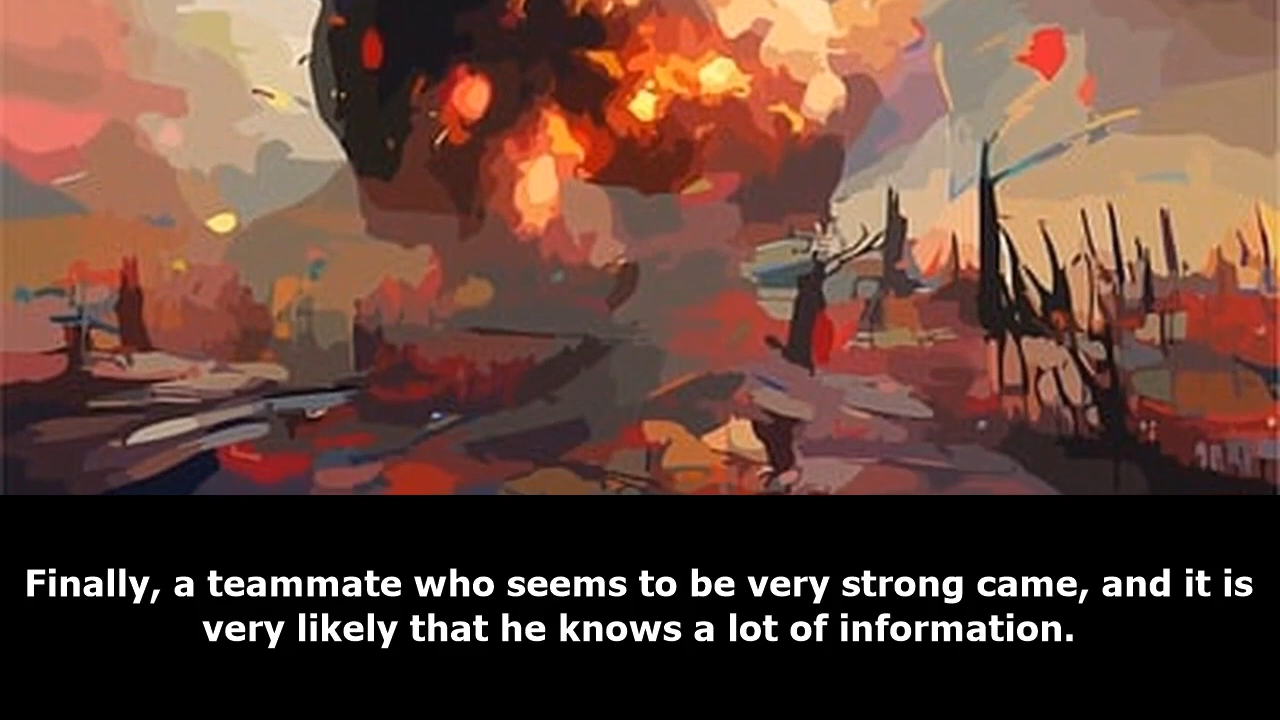 Finally, a teammate who seems to be very strong came, and it is
very likely that he knows a lot of information.